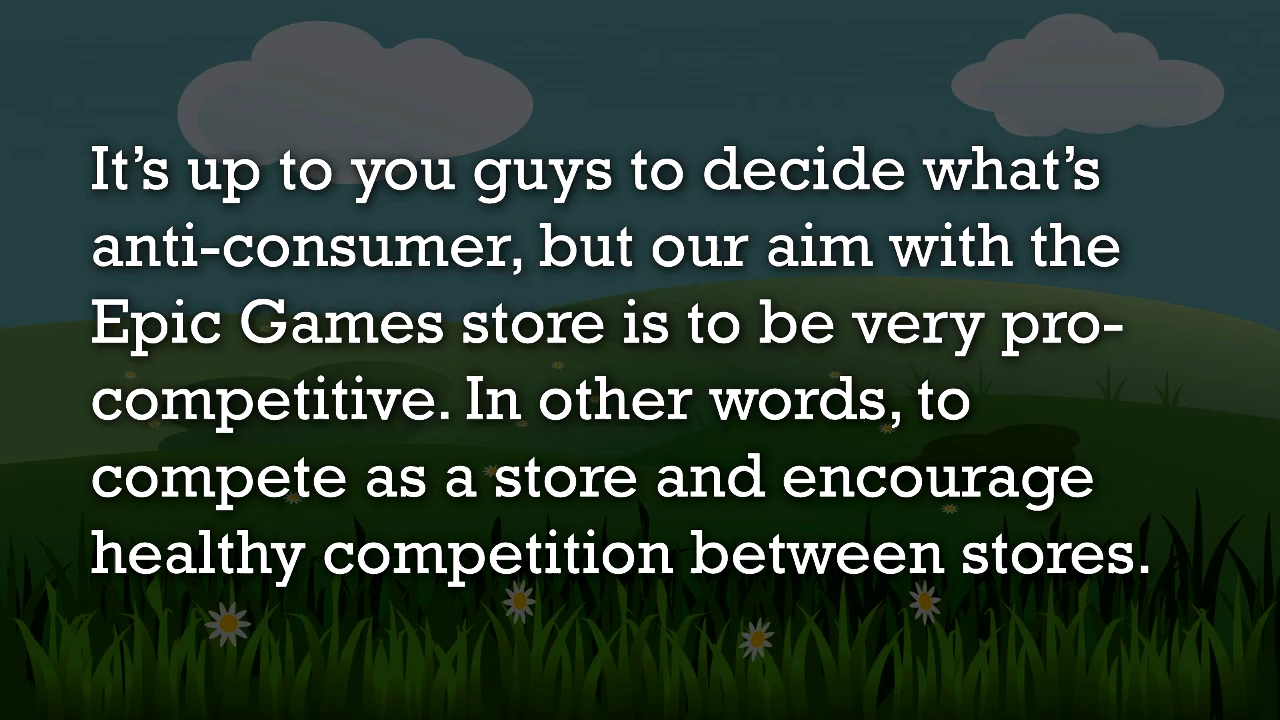 It’s up to you guys to decide what’s
anti-consumer, but our aim with the
Epic Games store is to be very pro-
competitive. In other words, to
compete as a store and encourage
healthy competition between stores.